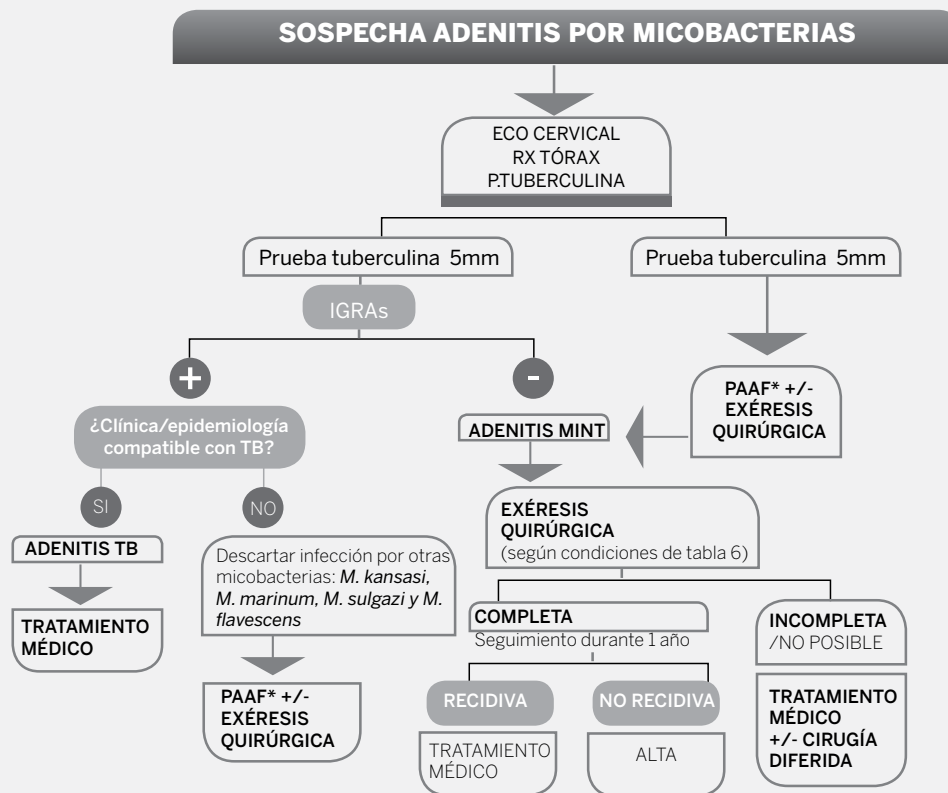 SOSPECHA ADENITIS POR MICOBACTERIAS
ECO CERVICAL
RX TÓRAX
P.TUBERCULINA
Prueba tuberculina 5mm
Prueba tuberculina 5mm
IGRAs
+
-
PAAF* +/-
EXÉRESIS
QUIRÚRGICA
¿Clínica/epidemiología
compatible con TB?
ADENITIS MINT
SI
NO
EXÉRESIS
QUIRÚRGICA
(según condiciones de tabla 6)
ADENITIS TB
Descartar infección por otras
micobacterias: M. kansasi,
M. marinum, M. sulgazi y M.
flavescens
TRATAMIENTO
MÉDICO
COMPLETA
Seguimiento durante 1 año
INCOMPLETA
/NO POSIBLE
PAAF* +/-
EXÉRESIS
QUIRÚRGICA
RECIDIVA
NO RECIDIVA
TRATAMIENTO
MÉDICO
ALTA
TRATAMIENTO
MÉDICO
+/- CIRUGÍA
DIFERIDA